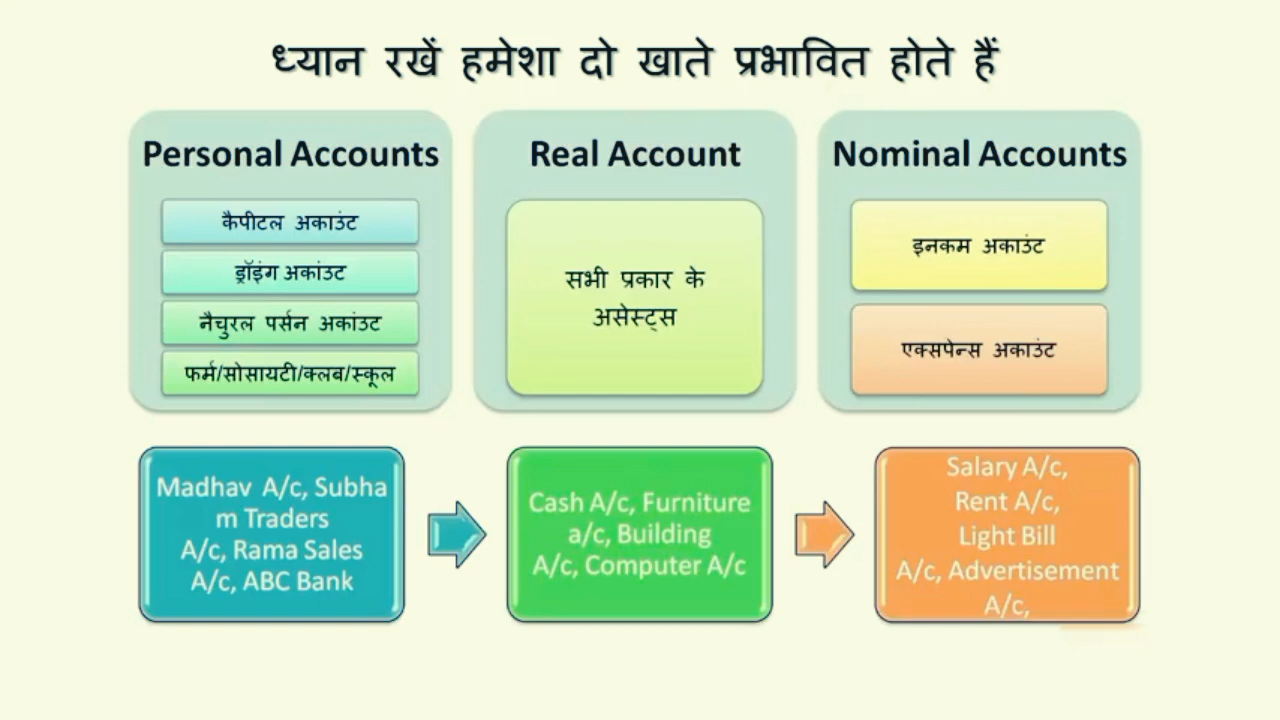 ध्यान रखें हमेशा दो खाते प्रभावित होते हैं
Personal Accounts
कैपीटल अकाउंट
ड्रॉइंग अकांउट
नैचुरल पर्सन अकांउट
फर्म/सोसायटी/क्लब/स्कूल
Real Account
सभी प्रकार के
असेस्ट्स
Nominal Accounts
इनकम अकाउंट
एक्सपेन्स अकाउंट
Madhav A/c, Subha
m Traders
A/c, Rama Sales
A/c, ABC Bank
Cash A/c, Furniture
a/c, Building
A/c, Computer A/c
Salary A/c,
Rent A/c,
Light Bill
A/c, Advertisement
A/c,